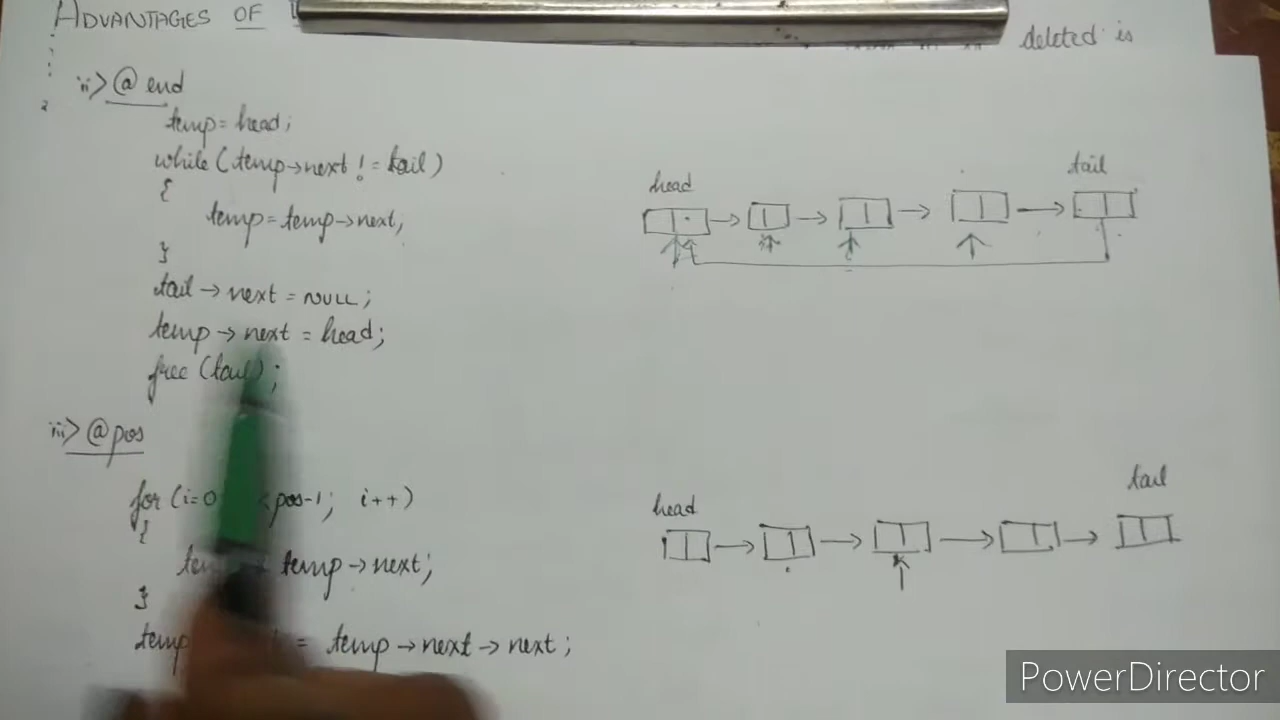 ADVANTAGES OF
deleted is
ii> @ end
temp=head;
while(temp→next != tail)
{
temp=temp→next;
}
tail→next=NULL;
temp→next=head;
free(tail);
head
tail
iii> @pos
for(i=0 pos-1; i++)
{
temp→next;
}
temp = temp→next→next;
head
tail
PowerDirector